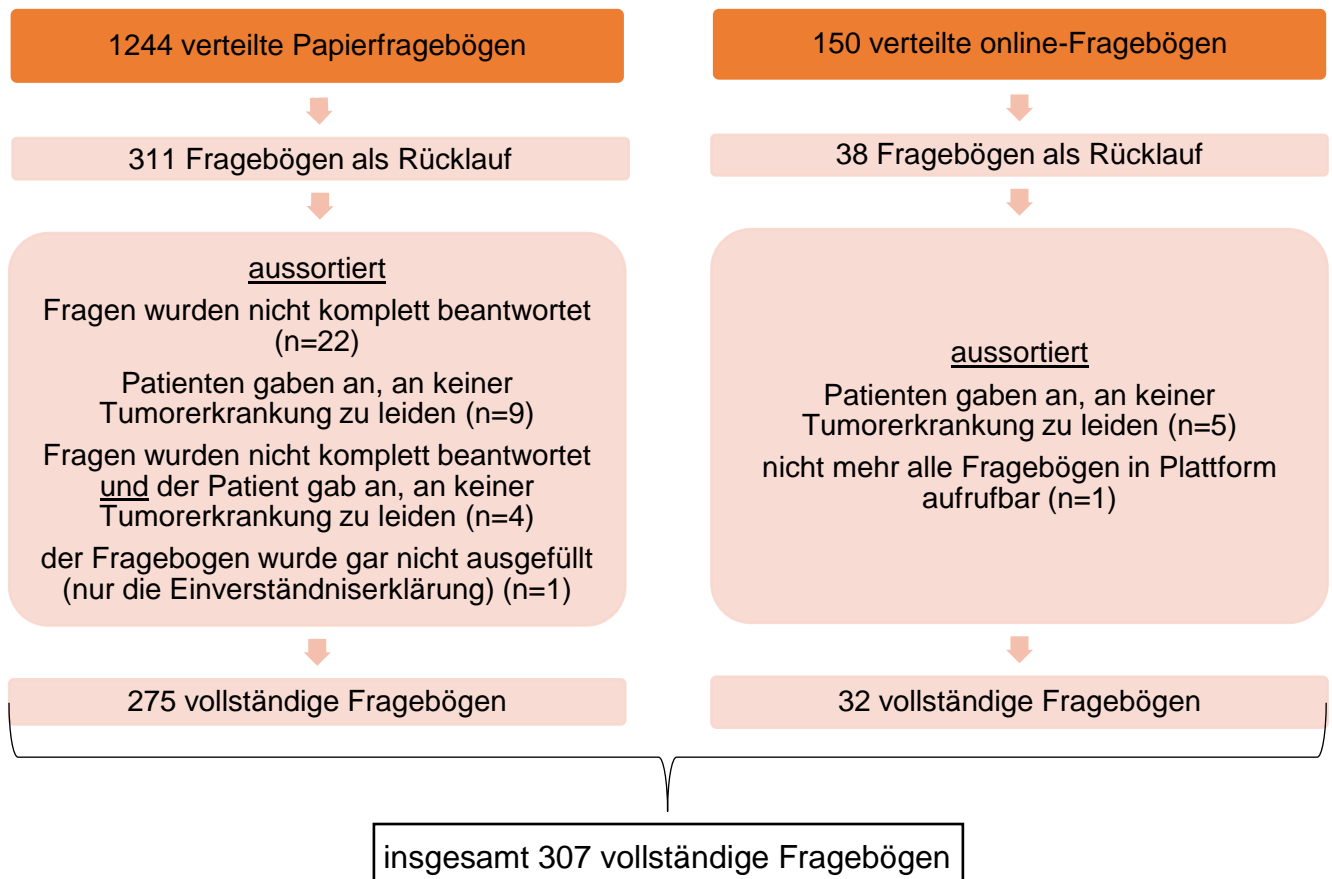 1244 verteilte Papierfragebögen
311 Fragebögen als Rücklauf
aussortiert
Fragen wurden nicht komplett beantwortet
(n=22)
Patienten gaben an, an keiner
Tumorerkrankung zu leiden (n=9)
Fragen wurden nicht komplett beantwortet
und der Patient gab an, an keiner
Tumorerkrankung zu leiden (n=4)
der Fragebogen wurde gar nicht ausgefüllt
(nur die Einverständniserklärung) (n=1)
275 vollständige Fragebögen
150 verteilte online-Fragebögen
38 Fragebögen als Rücklauf
aussortiert
Patienten gaben an, an keiner
Tumorerkrankung zu leiden (n=5)
nicht mehr alle Fragebögen in Plattform
aufrufbar (n=1)
32 vollständige Fragebögen
insgesamt 307 vollständige Fragebögen